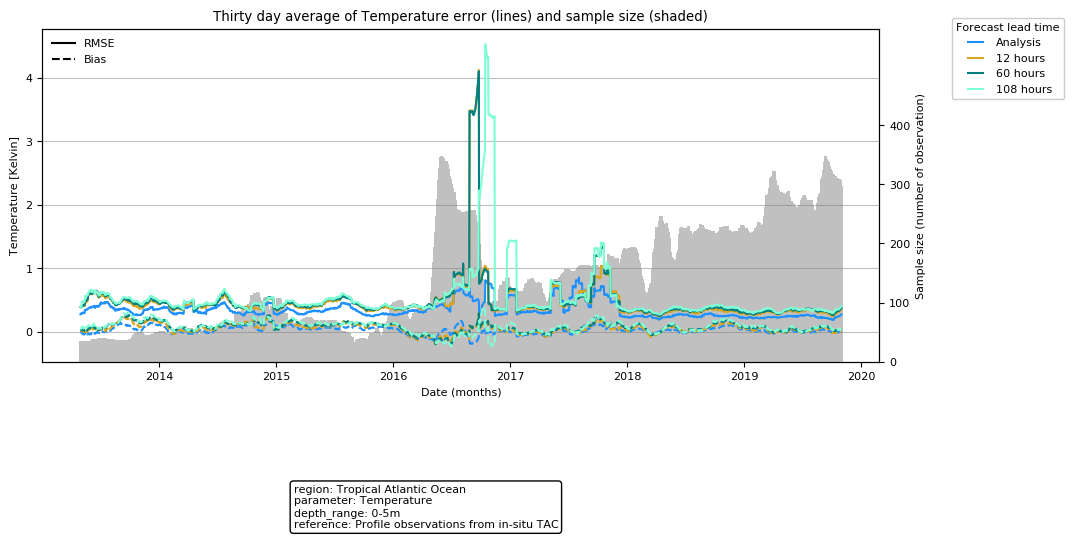 Thirty day average of Temperature error (lines) and sample size (shaded)
RMSE
Bias
Forecast lead time
Analysis
12 hours
60 hours
108 hours
Temperature [Kelvin]
4
3
2
1
0
Sample size (number of observation)
400
300
200
100
0
2014 2015 2016 2017 2018 2019 2020
Date (months)
region: Tropical Atlantic Ocean
parameter: Temperature
depth_range: 0-5m
reference: Profile observations from in-situ TAC